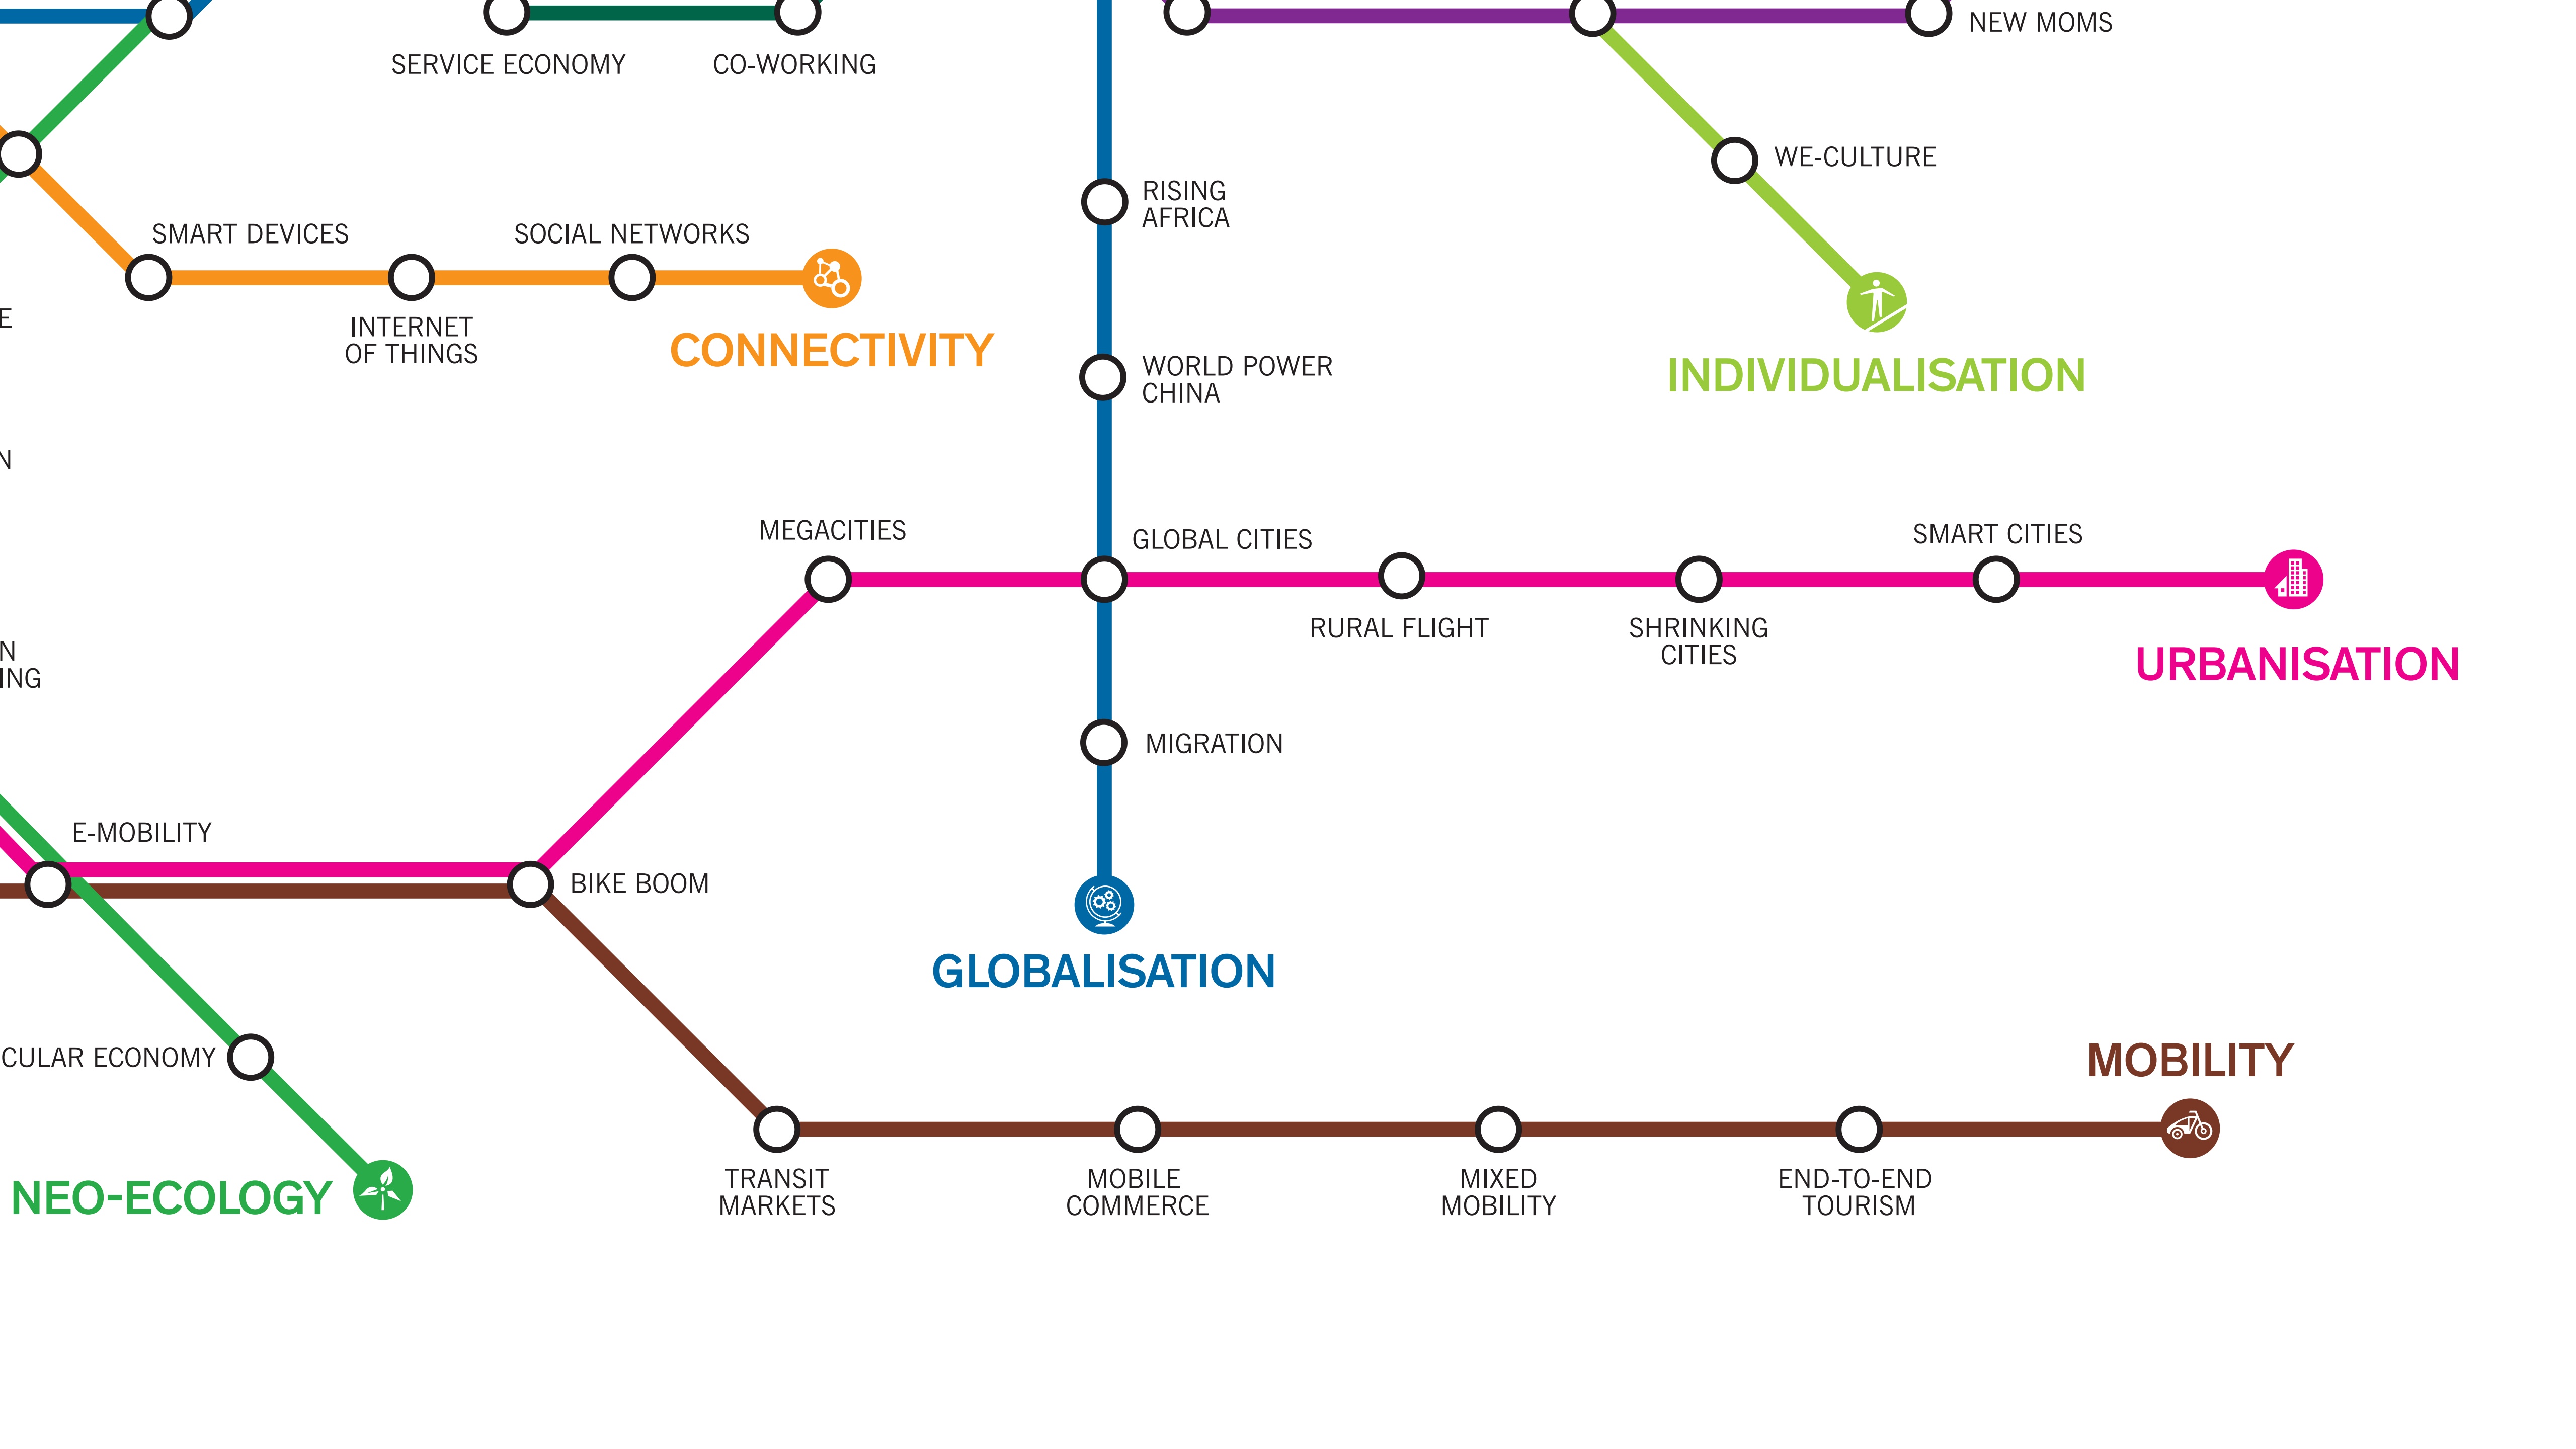 NEW MOMS
SERVICE ECONOMY
CO-WORKING
WE-CULTURE
RISING
AFRICA
SMART DEVICES
SOCIAL NETWORKS
INTERNET
OF THINGS
CONNECTIVITY
WORLD POWER
CHINA
INDIVIDUALISATION
E
N
MEGACITIES
GLOBAL CITIES
SMART CITIES
RURAL FLIGHT
SHRINKING
CITIES
URBANISATION
N
ING
MIGRATION
E-MOBILITY
BIKE BOOM
GLOBALISATION
CULAR ECONOMY
MOBILITY
NEO-ECOLOGY
TRANSIT
MARKETS
MOBILE
COMMERCE
MIXED
MOBILITY
END-TO-END
TOURISM